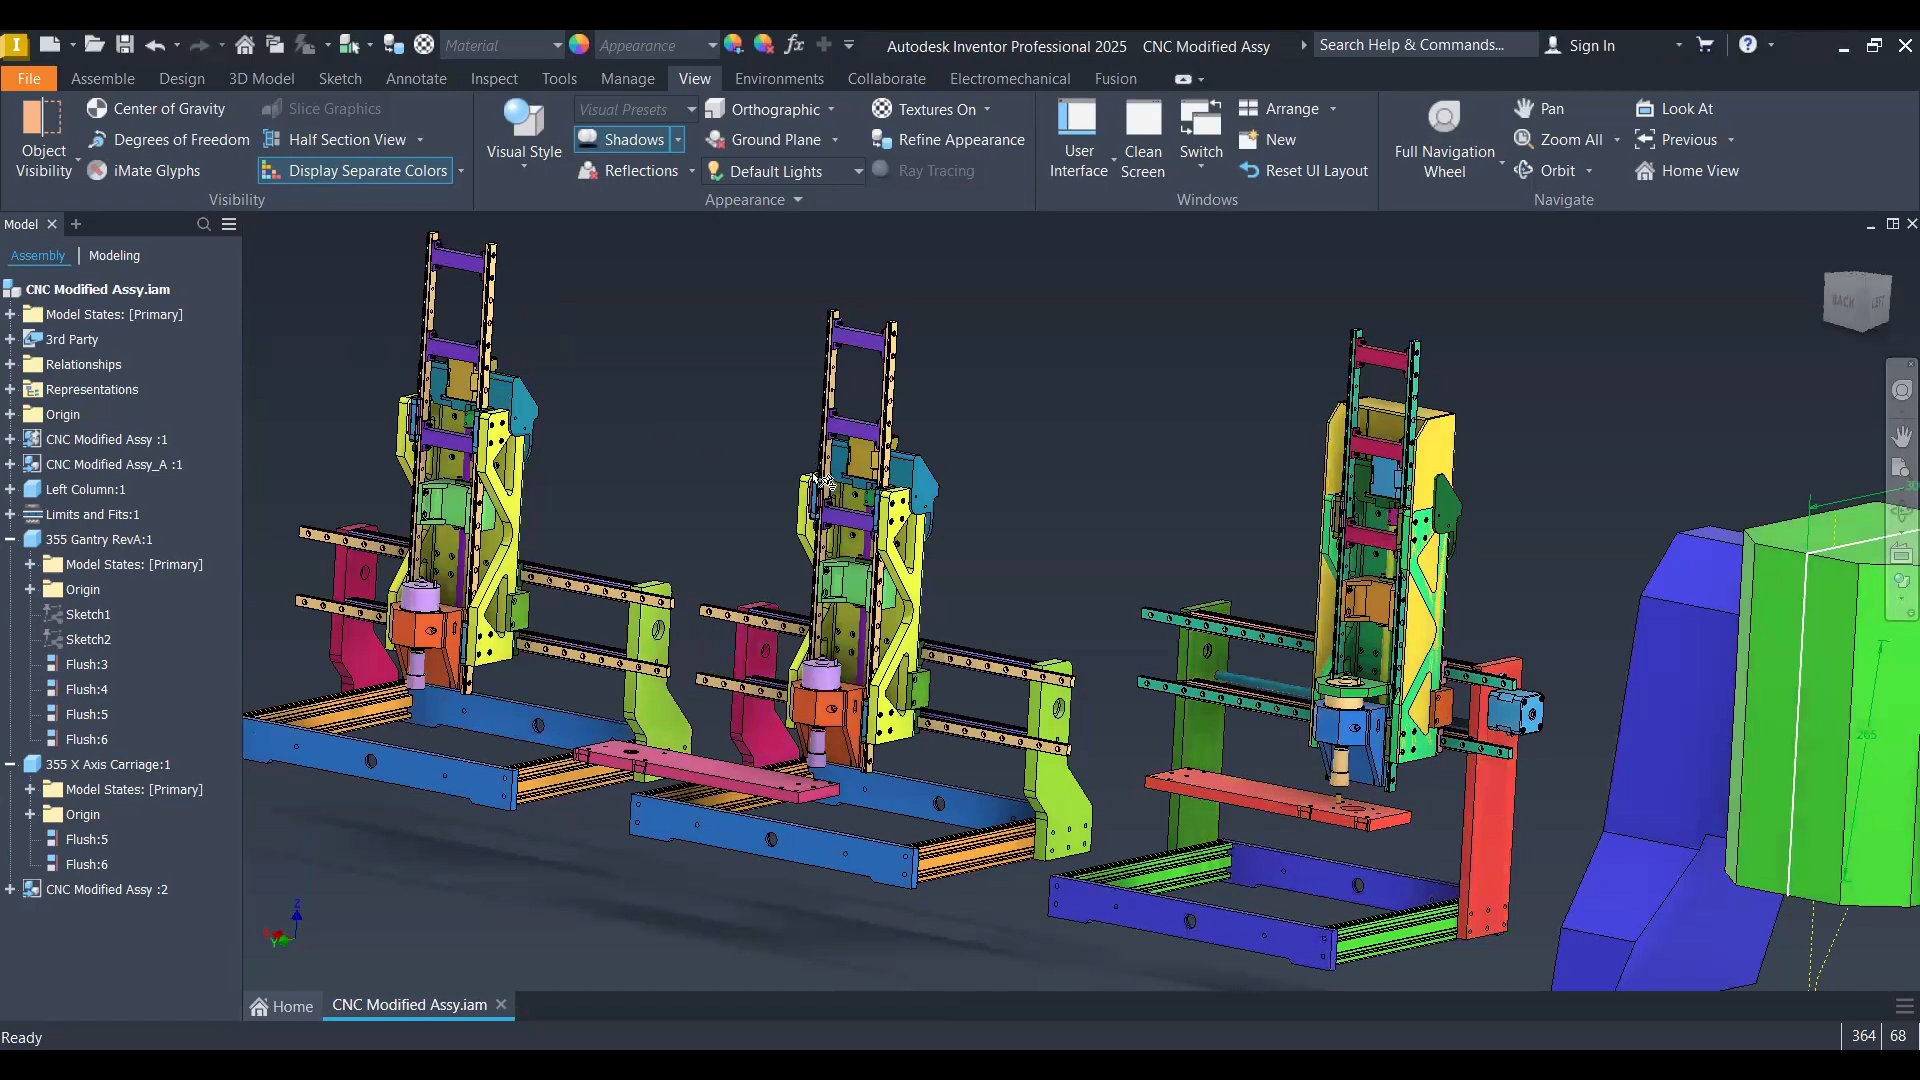 Material
Appearance
Autodesk Inventor Professional 2025 CNC Modified Assy
Search Help & Commands...
Sign In
File Assemble Design 3D Model Sketch Annotate Inspect Tools Manage View Environments Collaborate Electromechanical Fusion
Object Visibility
Center of Gravity
Degrees of Freedom
iMate Glyphs
Slice Graphics
Half Section View
Display Separate Colors
Visibility
Visual Style
Visual Presets
Shadows
Reflections
Orthographic
Ground Plane
Default Lights
Textures On
Refine Appearance
Ray Tracing
Appearance
User Interface
Clean Screen
Switch
Arrange
New
Reset UI Layout
Windows
Full Navigation Wheel
Pan
Zoom All
Orbit
Look At
Previous
Home View
Navigate
Model
Assembly Modeling
CNC Modified Assy.iam
Model States: [Primary]
3rd Party
Relationships
Representations
Origin
CNC Modified Assy :1
CNC Modified Assy_A :1
Left Column:1
Limits and Fits:1
355 Gantry RevA:1
Model States: [Primary]
Origin
Sketch1
Sketch2
Flush:3
Flush:4
Flush:5
Flush:6
355 X Axis Carriage:1
Model States: [Primary]
Origin
Flush:5
Flush:6
CNC Modified Assy :2
BACK LEFT
265
Z
Y
Home
CNC Modified Assy.iam
Ready
364 68